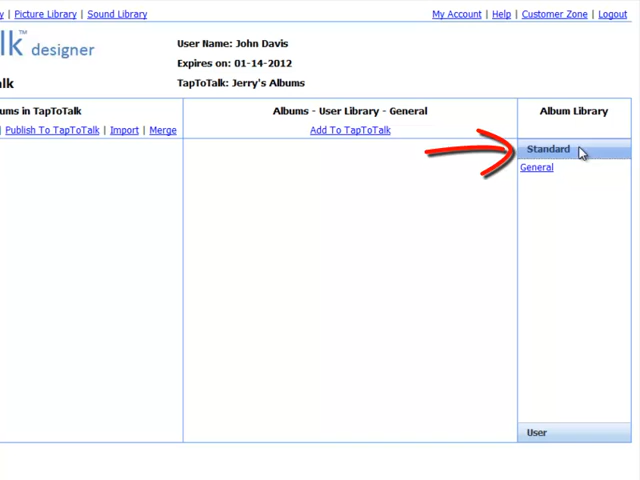 y | Picture Library | Sound Library
My Account | Help | Customer Zone | Logout
lk™ designer
User Name: John Davis
Expires on: 01-14-2012
TapToTalk: Jerry's Albums
lk
ums in TapToTalk
Albums - User Library - General
Album Library
| Publish To TapToTalk | Import | Merge
Add To TapToTalk
Standard
General
User